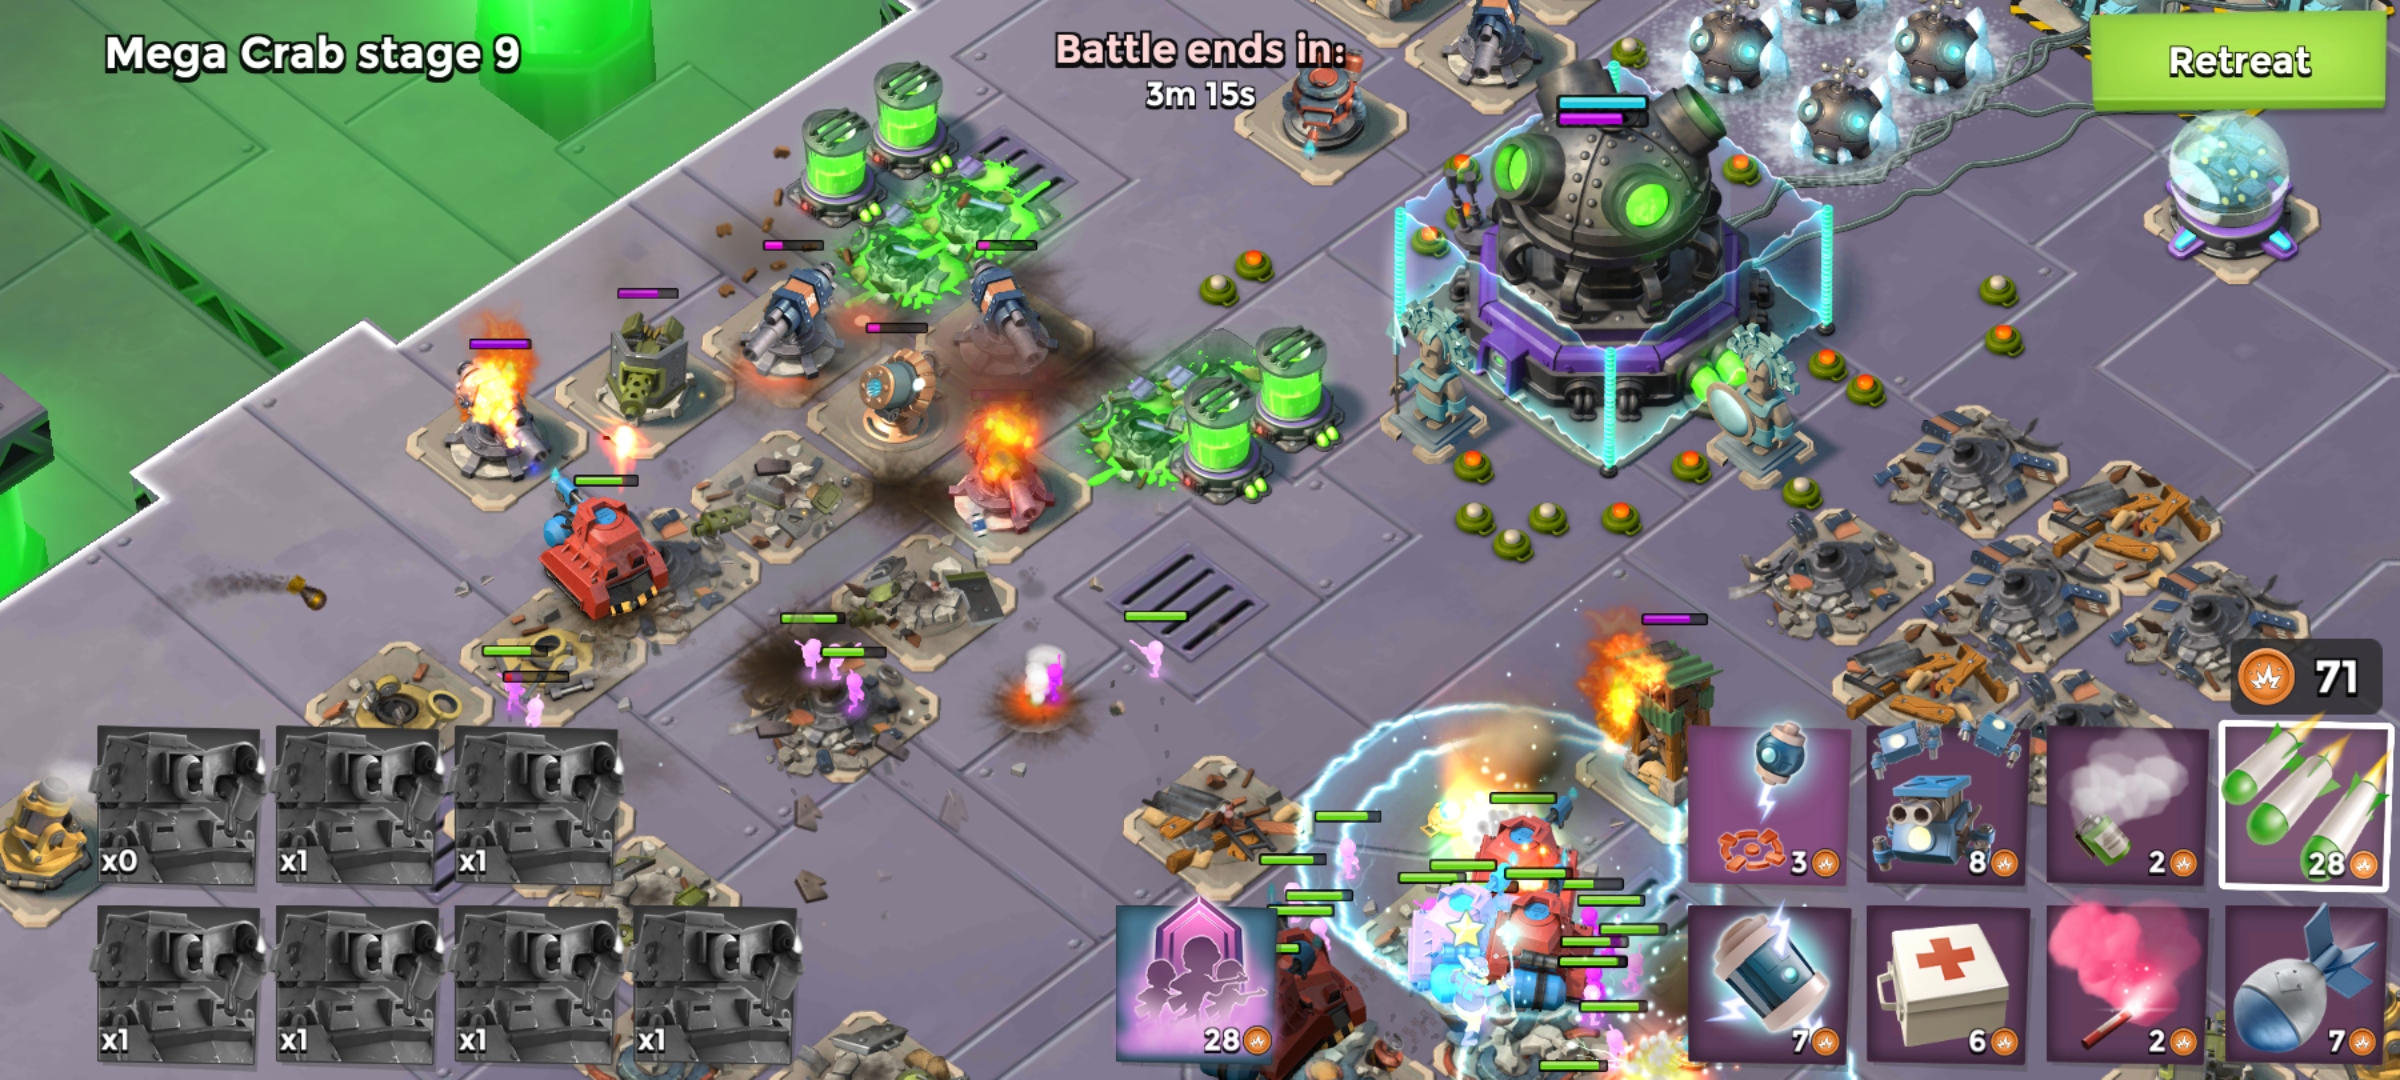 Mega Crab stage 9
Battle ends in:
3m 15s
Retreat
71
x0
x1
x1
3
8
2
28
x1
x1
x1
x1
28
7
6
2
7